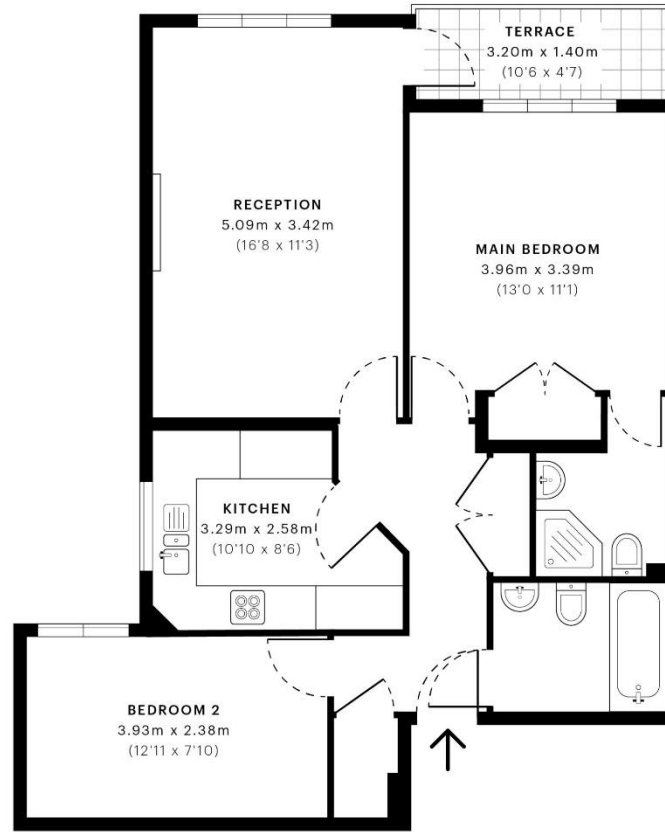 TERRACE
3.20m x 1.40m
(10'6 x 4'7)
RECEPTION
5.09m x 3.42m
(16'8 x 11'3)
MAIN BEDROOM
3.96m x 3.39m
(13'0 x 11'1)
KITCHEN
3.29m x 2.58m
(10'10 x 8'6)
BEDROOM 2
3.93m x 2.38m
(12'11 x 7'10)